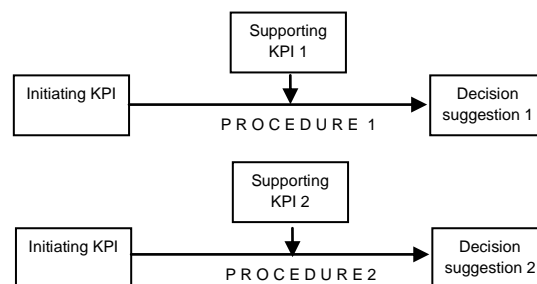 Supporting
KPI 1
Initiating KPI
Decision
suggestion 1
P R O C E D U R E 1
Supporting
KPI 2
Initiating KPI
Decision
suggestion 2
P R O C E D U R E 2